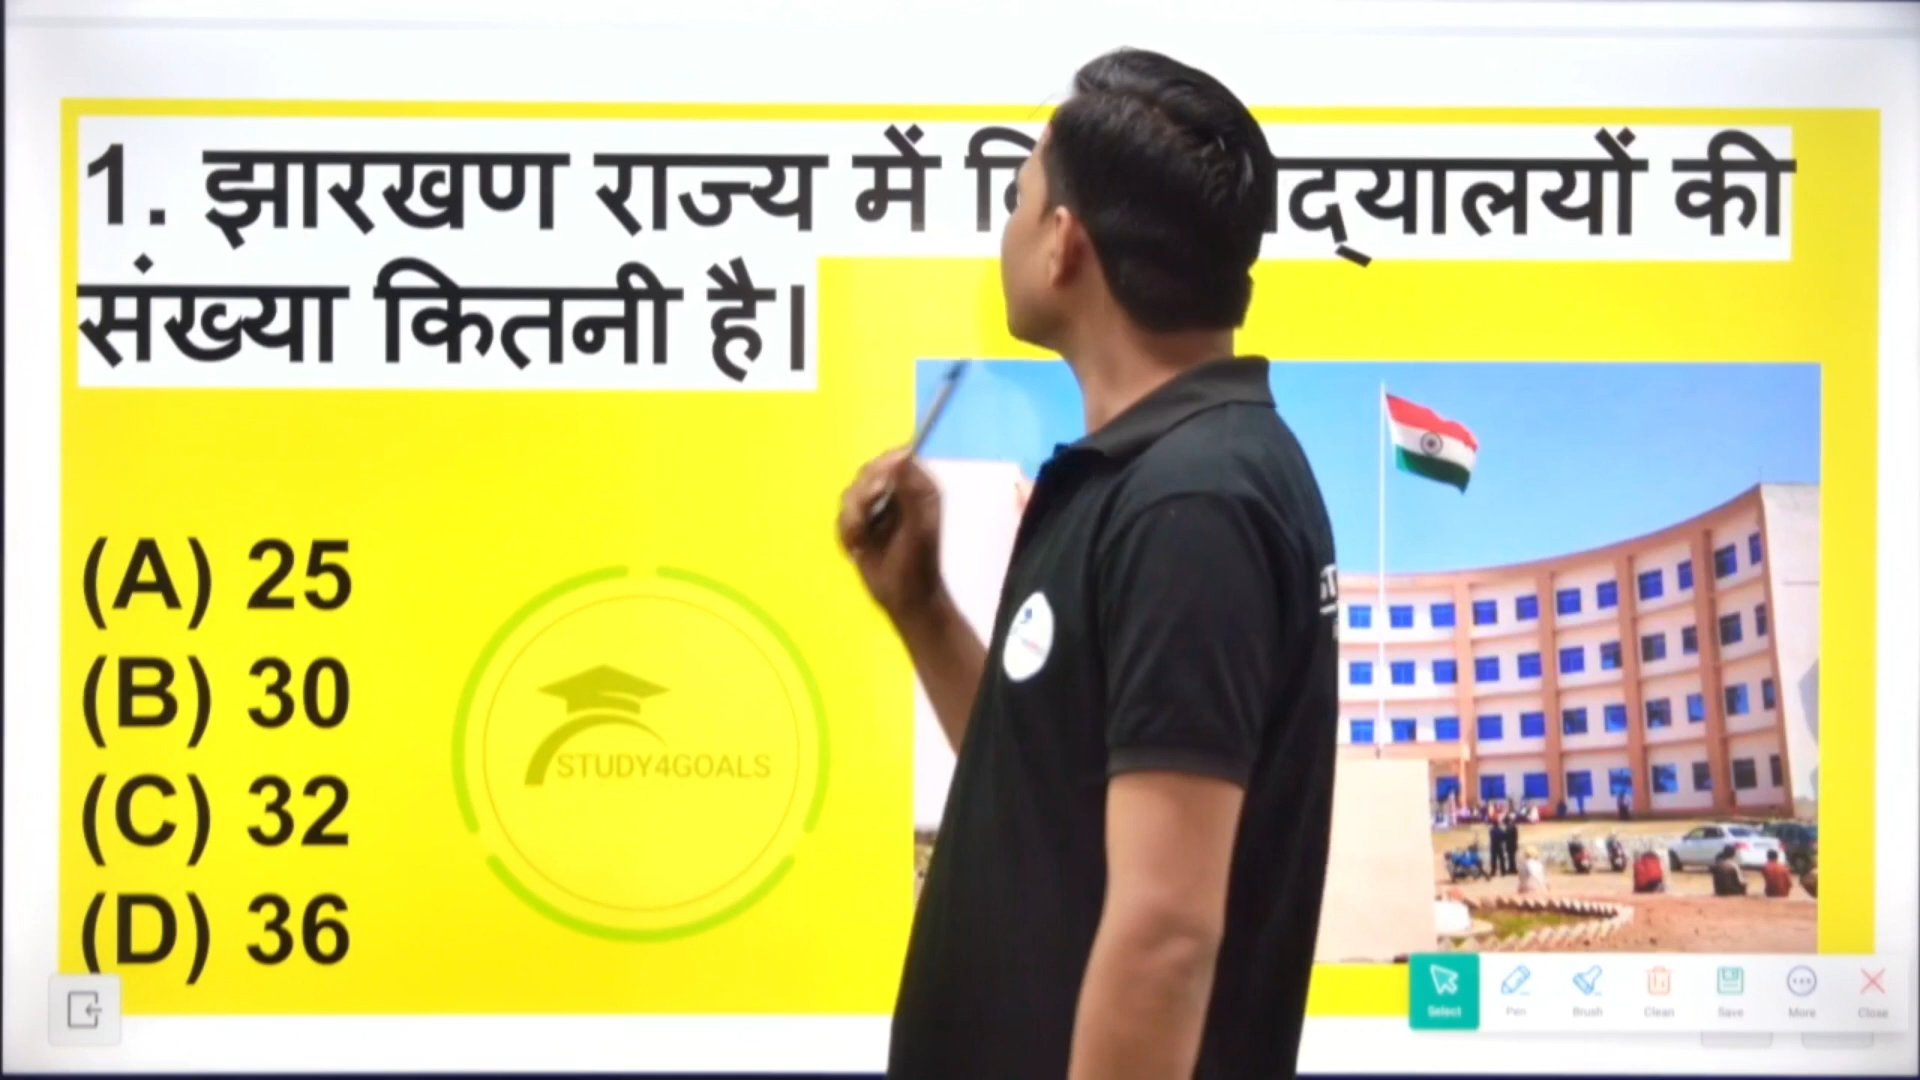 1. झारखण राज्य में द्यालयों की
संख्या कितनी है।
(A) 25
(B) 30
(C) 32
(D) 36
STUDY4GOALS
Select Pen Brush Clean Save More Close